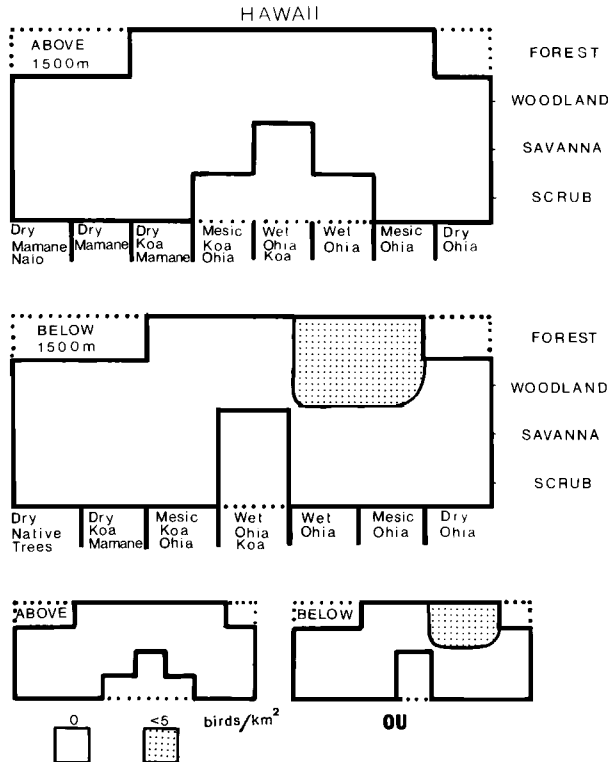 HAWAII
ABOVE
1500m
FOREST
WOODLAND
SAVANNA
SCRUB
Dry Mamane Naio
Dry Mamane
Dry Koa Mamane
Mesic Koa Ohia
Wet Ohia Koa
Wet Ohia
Mesic Ohia
Dry Ohia
BELOW
1500m
FOREST
WOODLAND
SAVANNA
SCRUB
Dry Native Trees
Dry Koa Mamane
Mesic Koa Ohia
Wet Ohia Koa
Wet Ohia
Mesic Ohia
Dry Ohia
ABOVE
BELOW
0 <5 birds/km²
OU